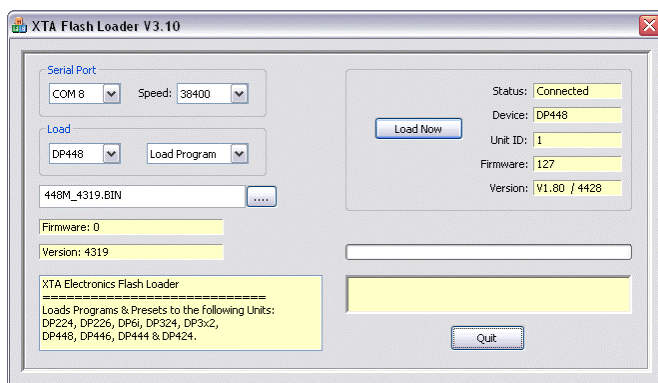 XTA Flash Loader V3.10
Serial Port
COM 8 Speed: 38400
Load
DP448 Load Program
448M_4319.BIN ....
Firmware: 0
Version: 4319
XTA Electronics Flash Loader
============================
Loads Programs & Presets to the following Units:
DP224, DP226, DP6i, DP324, DP3x2,
DP448, DP446, DP444 & DP424.
Load Now
Status: Connected
Device: DP448
Unit ID: 1
Firmware: 127
Version: V1.80 / 4428
Quit